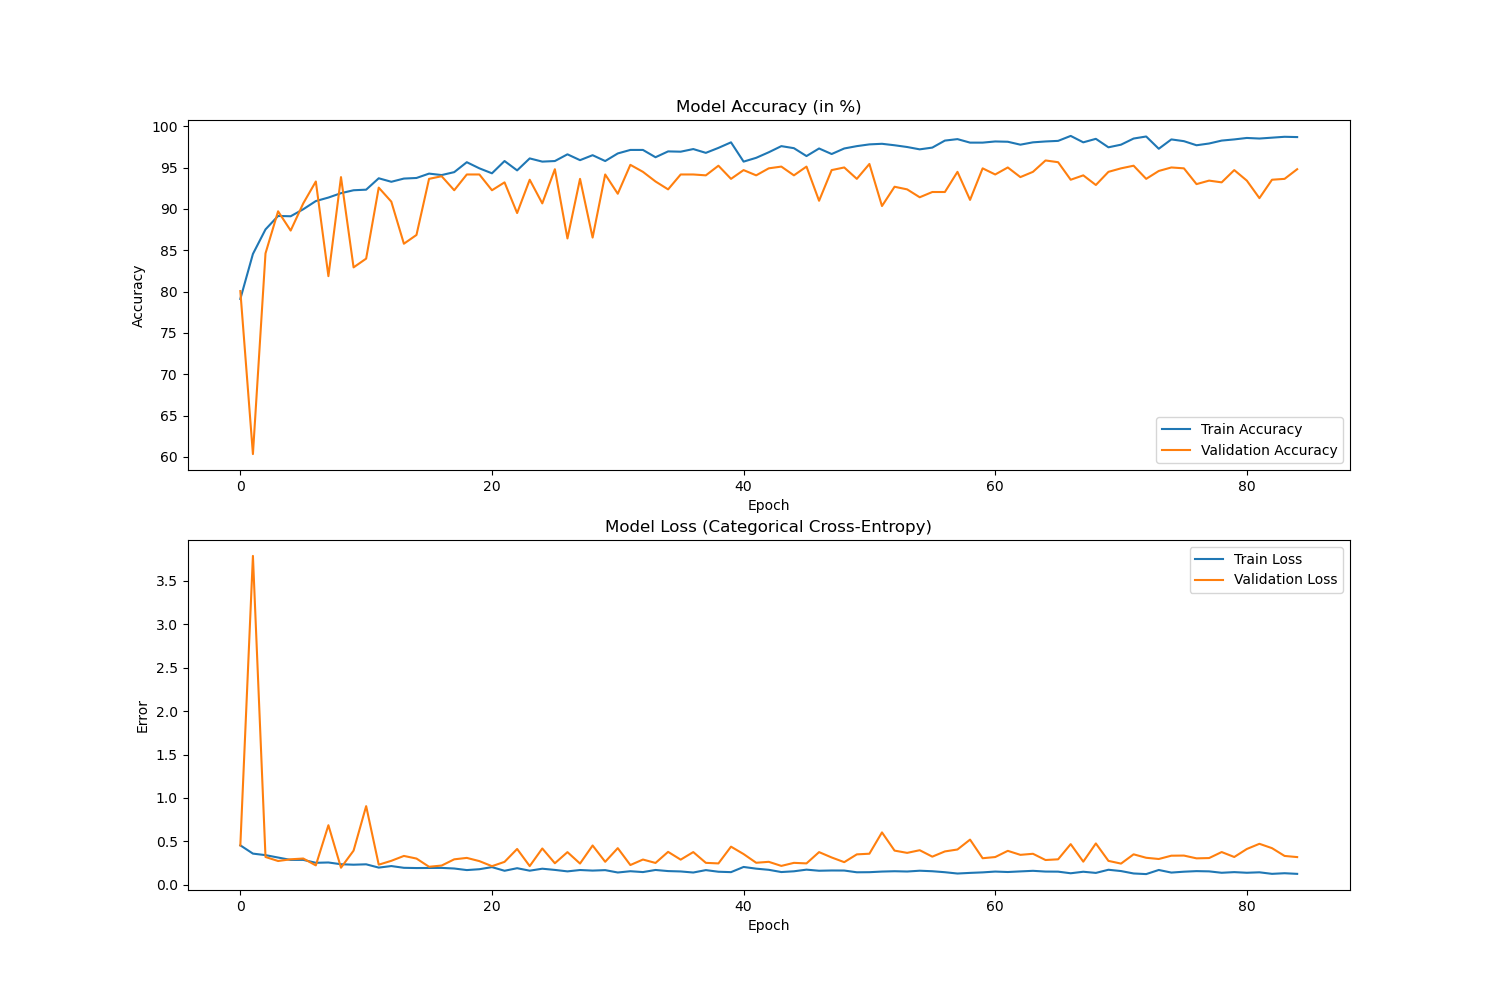 Model Accuracy (in %)
100
95
90
85
80
75
70
65
60
Accuracy
Train Accuracy
Validation Accuracy
0 20 40 60 80
Epoch
Model Loss (Categorical Cross-Entropy)
3.5
3.0
2.5
2.0
1.5
1.0
0.5
0.0
Error
Train Loss
Validation Loss
0 20 40 60 80
Epoch